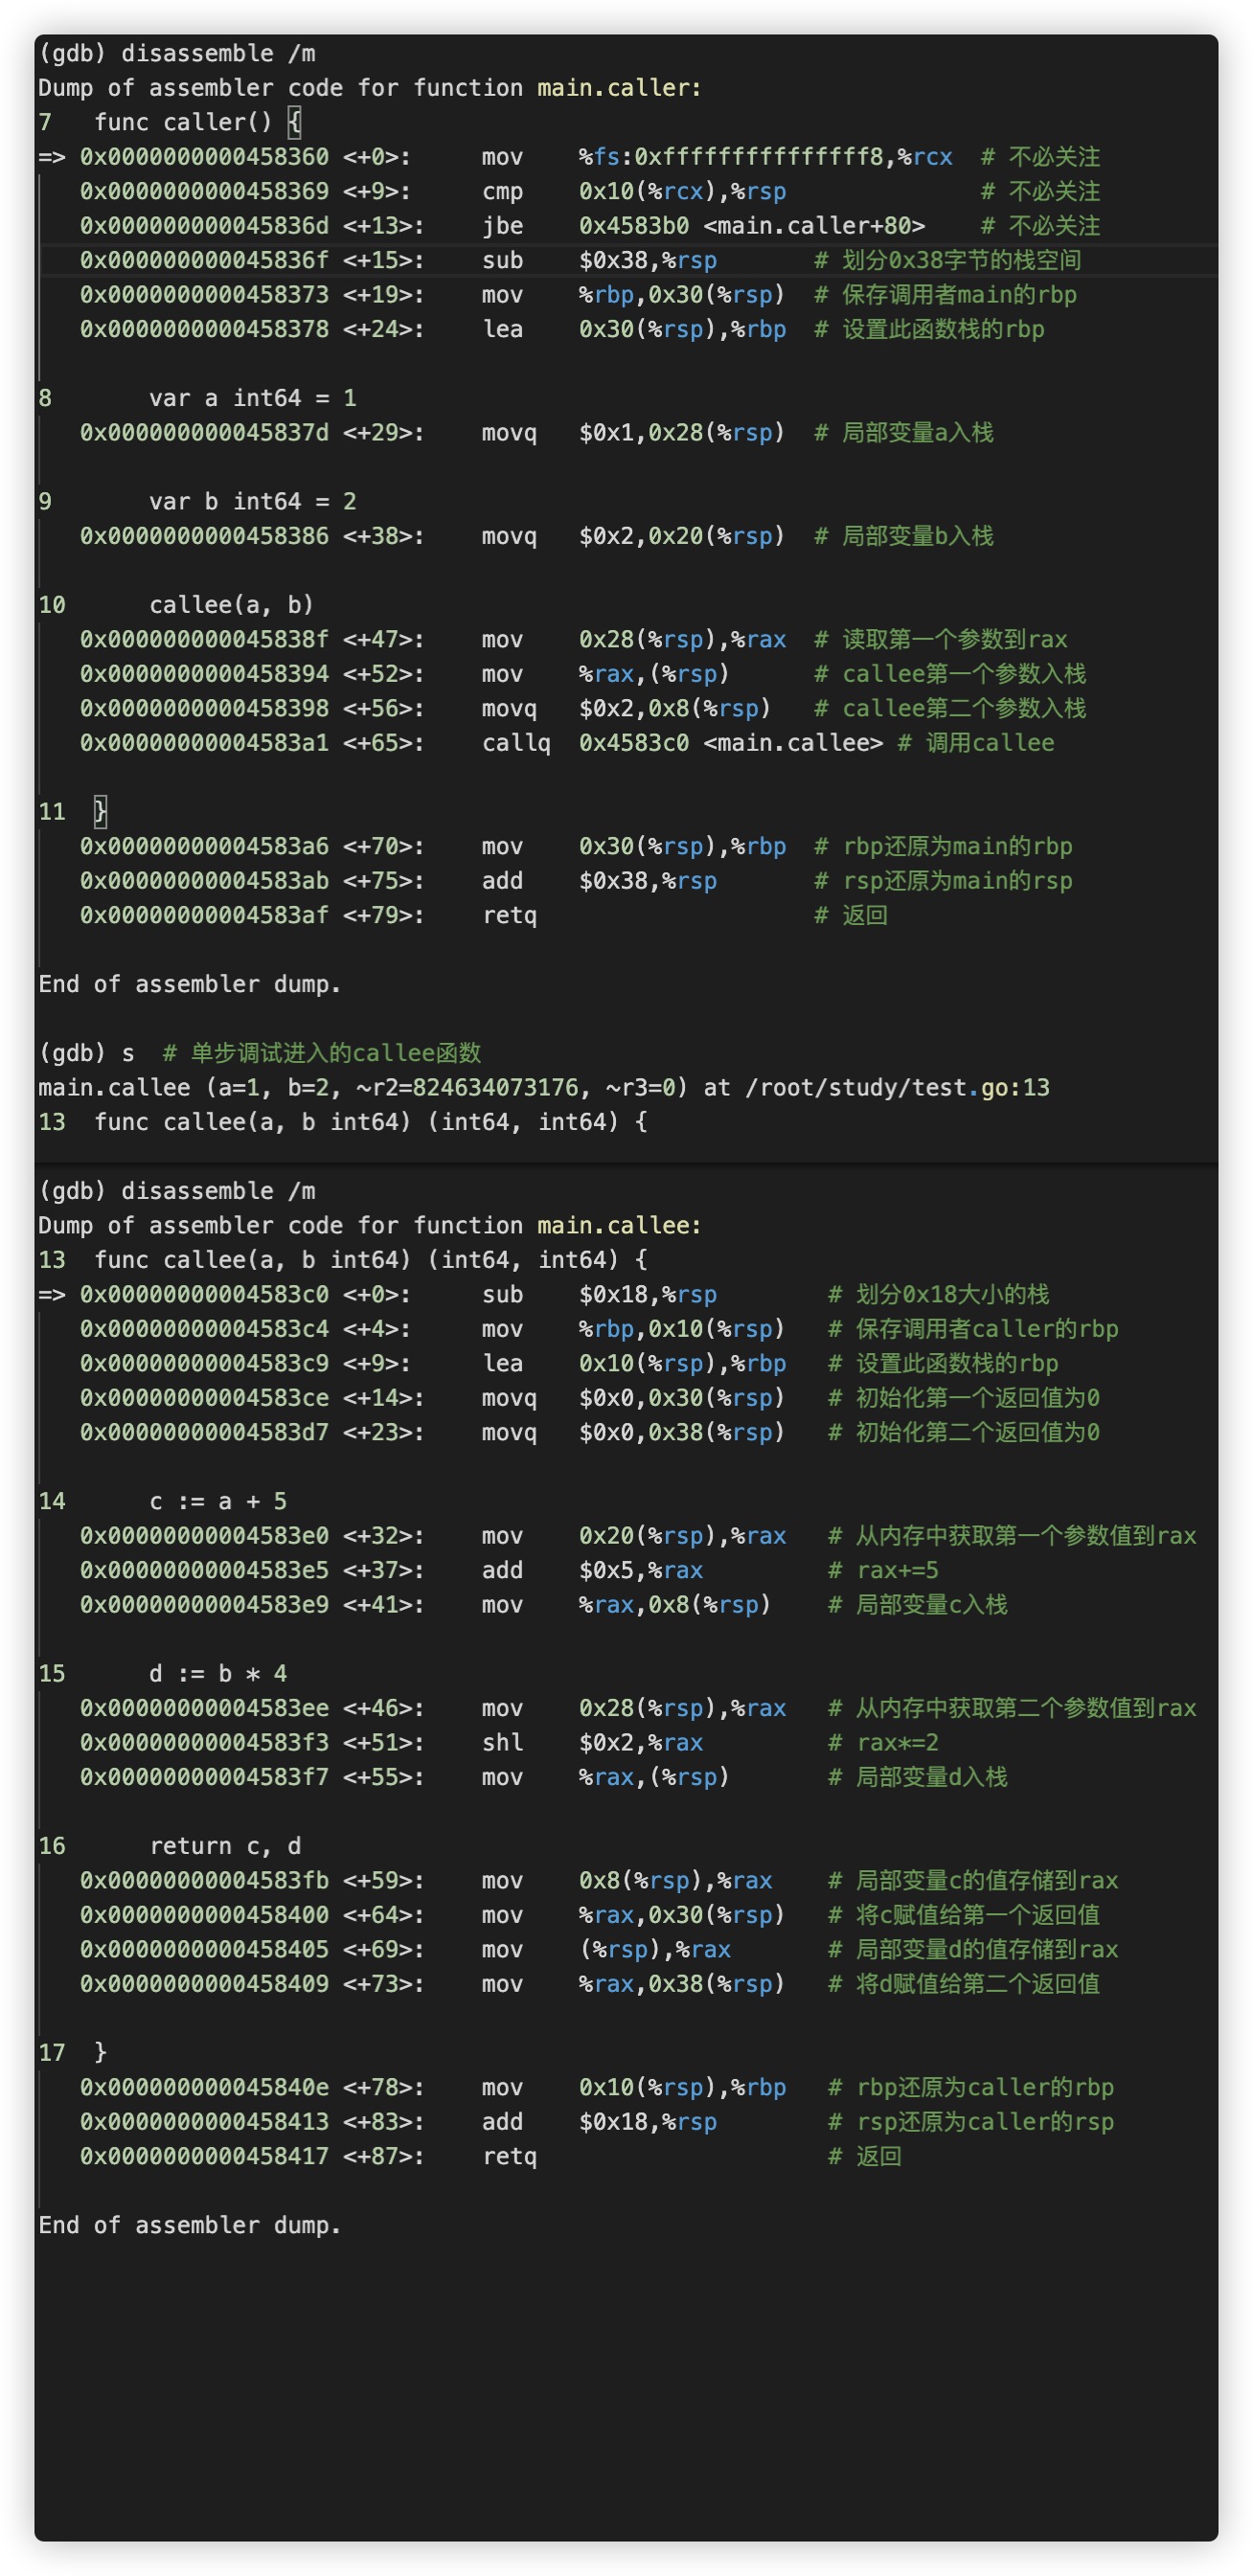 (gdb) disassemble /m
Dump of assembler code for function main.caller:
7   func caller() {
=> 0x0000000000458360 <+0>:     mov    %fs:0xfffffffffffffff8,%rcx  # 不必关注
   0x0000000000458369 <+9>:     cmp    0x10(%rcx),%rsp              # 不必关注
   0x000000000045836d <+13>:    jbe    0x4583b0 <main.caller+80>    # 不必关注
   0x000000000045836f <+15>:    sub    $0x38,%rsp       # 划分0x38字节的栈空间
   0x0000000000458373 <+19>:    mov    %rbp,0x30(%rsp)  # 保存调用者main的rbp
   0x0000000000458378 <+24>:    lea    0x30(%rsp),%rbp  # 设置此函数栈的rbp
8       var a int64 = 1
   0x000000000045837d <+29>:    movq   $0x1,0x28(%rsp)  # 局部变量a入栈
9       var b int64 = 2
   0x0000000000458386 <+38>:    movq   $0x2,0x20(%rsp)  # 局部变量b入栈
10      callee(a, b)
   0x000000000045838f <+47>:    mov    0x28(%rsp),%rax  # 读取第一个参数到rax
   0x0000000000458394 <+52>:    mov    %rax,(%rsp)      # callee第一个参数入栈
   0x0000000000458398 <+56>:    movq   $0x2,0x8(%rsp)   # callee第二个参数入栈
   0x00000000004583a1 <+65>:    callq  0x4583c0 <main.callee> # 调用callee
11  }
   0x00000000004583a6 <+70>:    mov    0x30(%rsp),%rbp  # rbp还原为main的rbp
   0x00000000004583ab <+75>:    add    $0x38,%rsp       # rsp还原为main的rsp
   0x00000000004583af <+79>:    retq                    # 返回
End of assembler dump.
(gdb) s  # 单步调试进入的callee函数
main.callee (a=1, b=2, ~r2=824634073176, ~r3=0) at /root/study/test.go:13
13  func callee(a, b int64) (int64, int64) {
(gdb) disassemble /m
Dump of assembler code for function main.callee:
13  func callee(a, b int64) (int64, int64) {
=> 0x00000000004583c0 <+0>:     sub    $0x18,%rsp        # 划分0x18大小的栈
   0x00000000004583c4 <+4>:     mov    %rbp,0x10(%rsp)   # 保存调用者caller的rbp
   0x00000000004583c9 <+9>:     lea    0x10(%rsp),%rbp   # 设置此函数栈的rbp
   0x00000000004583ce <+14>:    movq   $0x0,0x30(%rsp)   # 初始化第一个返回值为0
   0x00000000004583d7 <+23>:    movq   $0x0,0x38(%rsp)   # 初始化第二个返回值为0
14      c := a + 5
   0x00000000004583e0 <+32>:    mov    0x20(%rsp),%rax   # 从内存中获取第一个参数值到rax
   0x00000000004583e5 <+37>:    add    $0x5,%rax         # rax+=5
   0x00000000004583e9 <+41>:    mov    %rax,0x8(%rsp)    # 局部变量c入栈
15      d := b * 4
   0x00000000004583ee <+46>:    mov    0x28(%rsp),%rax   # 从内存中获取第二个参数值到rax
   0x00000000004583f3 <+51>:    shl    $0x2,%rax         # rax*=2
   0x00000000004583f7 <+55>:    mov    %rax,(%rsp)       # 局部变量d入栈
16      return c, d
   0x00000000004583fb <+59>:    mov    0x8(%rsp),%rax    # 局部变量c的值存储到rax
   0x0000000000458400 <+64>:    mov    %rax,0x30(%rsp)   # 将c赋值给第一个返回值
   0x0000000000458405 <+69>:    mov    (%rsp),%rax       # 局部变量d的值存储到rax
   0x0000000000458409 <+73>:    mov    %rax,0x38(%rsp)   # 将d赋值给第二个返回值
17  }
   0x000000000045840e <+78>:    mov    0x10(%rsp),%rbp   # rbp还原为caller的rbp
   0x0000000000458413 <+83>:    add    $0x18,%rsp        # rsp还原为caller的rsp
   0x0000000000458417 <+87>:    retq                     # 返回
End of assembler dump.